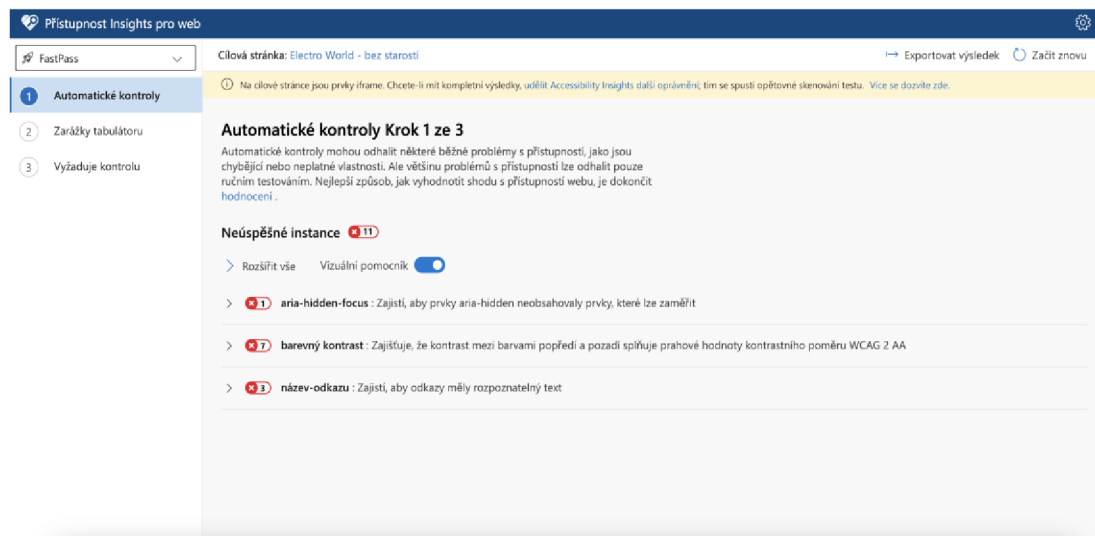 Přístupnost Insights pro web
FastPass
Cílová stránka: Electro World - bez starostí
Exportovat výsledek
Začít znovu
1 Automatické kontroly
2 Zarážky tabulátoru
3 Vyžaduje kontrolu
Na cílové stránce jsou prvky iframe. Chcete-li mít kompletní výsledky, udělit Accessibility Insights další oprávnění; tím se spustí opětovné skenování testu. Více se dozvíte zde.
Automatické kontroly Krok 1 ze 3
Automatické kontroly mohou odhalit některé běžné problémy s přístupností, jako jsou
chybějící nebo neplatné vlastnosti. Ale většinu problémů s přístupností lze odhalit pouze
ručním testováním. Nejlepší způsob, jak vyhodnotit shodu s přístupností webu, je dokončit
hodnocení .
Neúspěšné instance 11
Rozšířit vše
Vizuální pomocník
1 aria-hidden-focus : Zajistí, aby prvky aria-hidden neobsahovaly prvky, které lze zaměřit
7 barevný kontrast : Zajišťuje, že kontrast mezi barvami popředí a pozadí splňuje prahové hodnoty kontrastního poměru WCAG 2 AA
3 název-odkazu : Zajistí, aby odkazy měly rozpoznatelný text